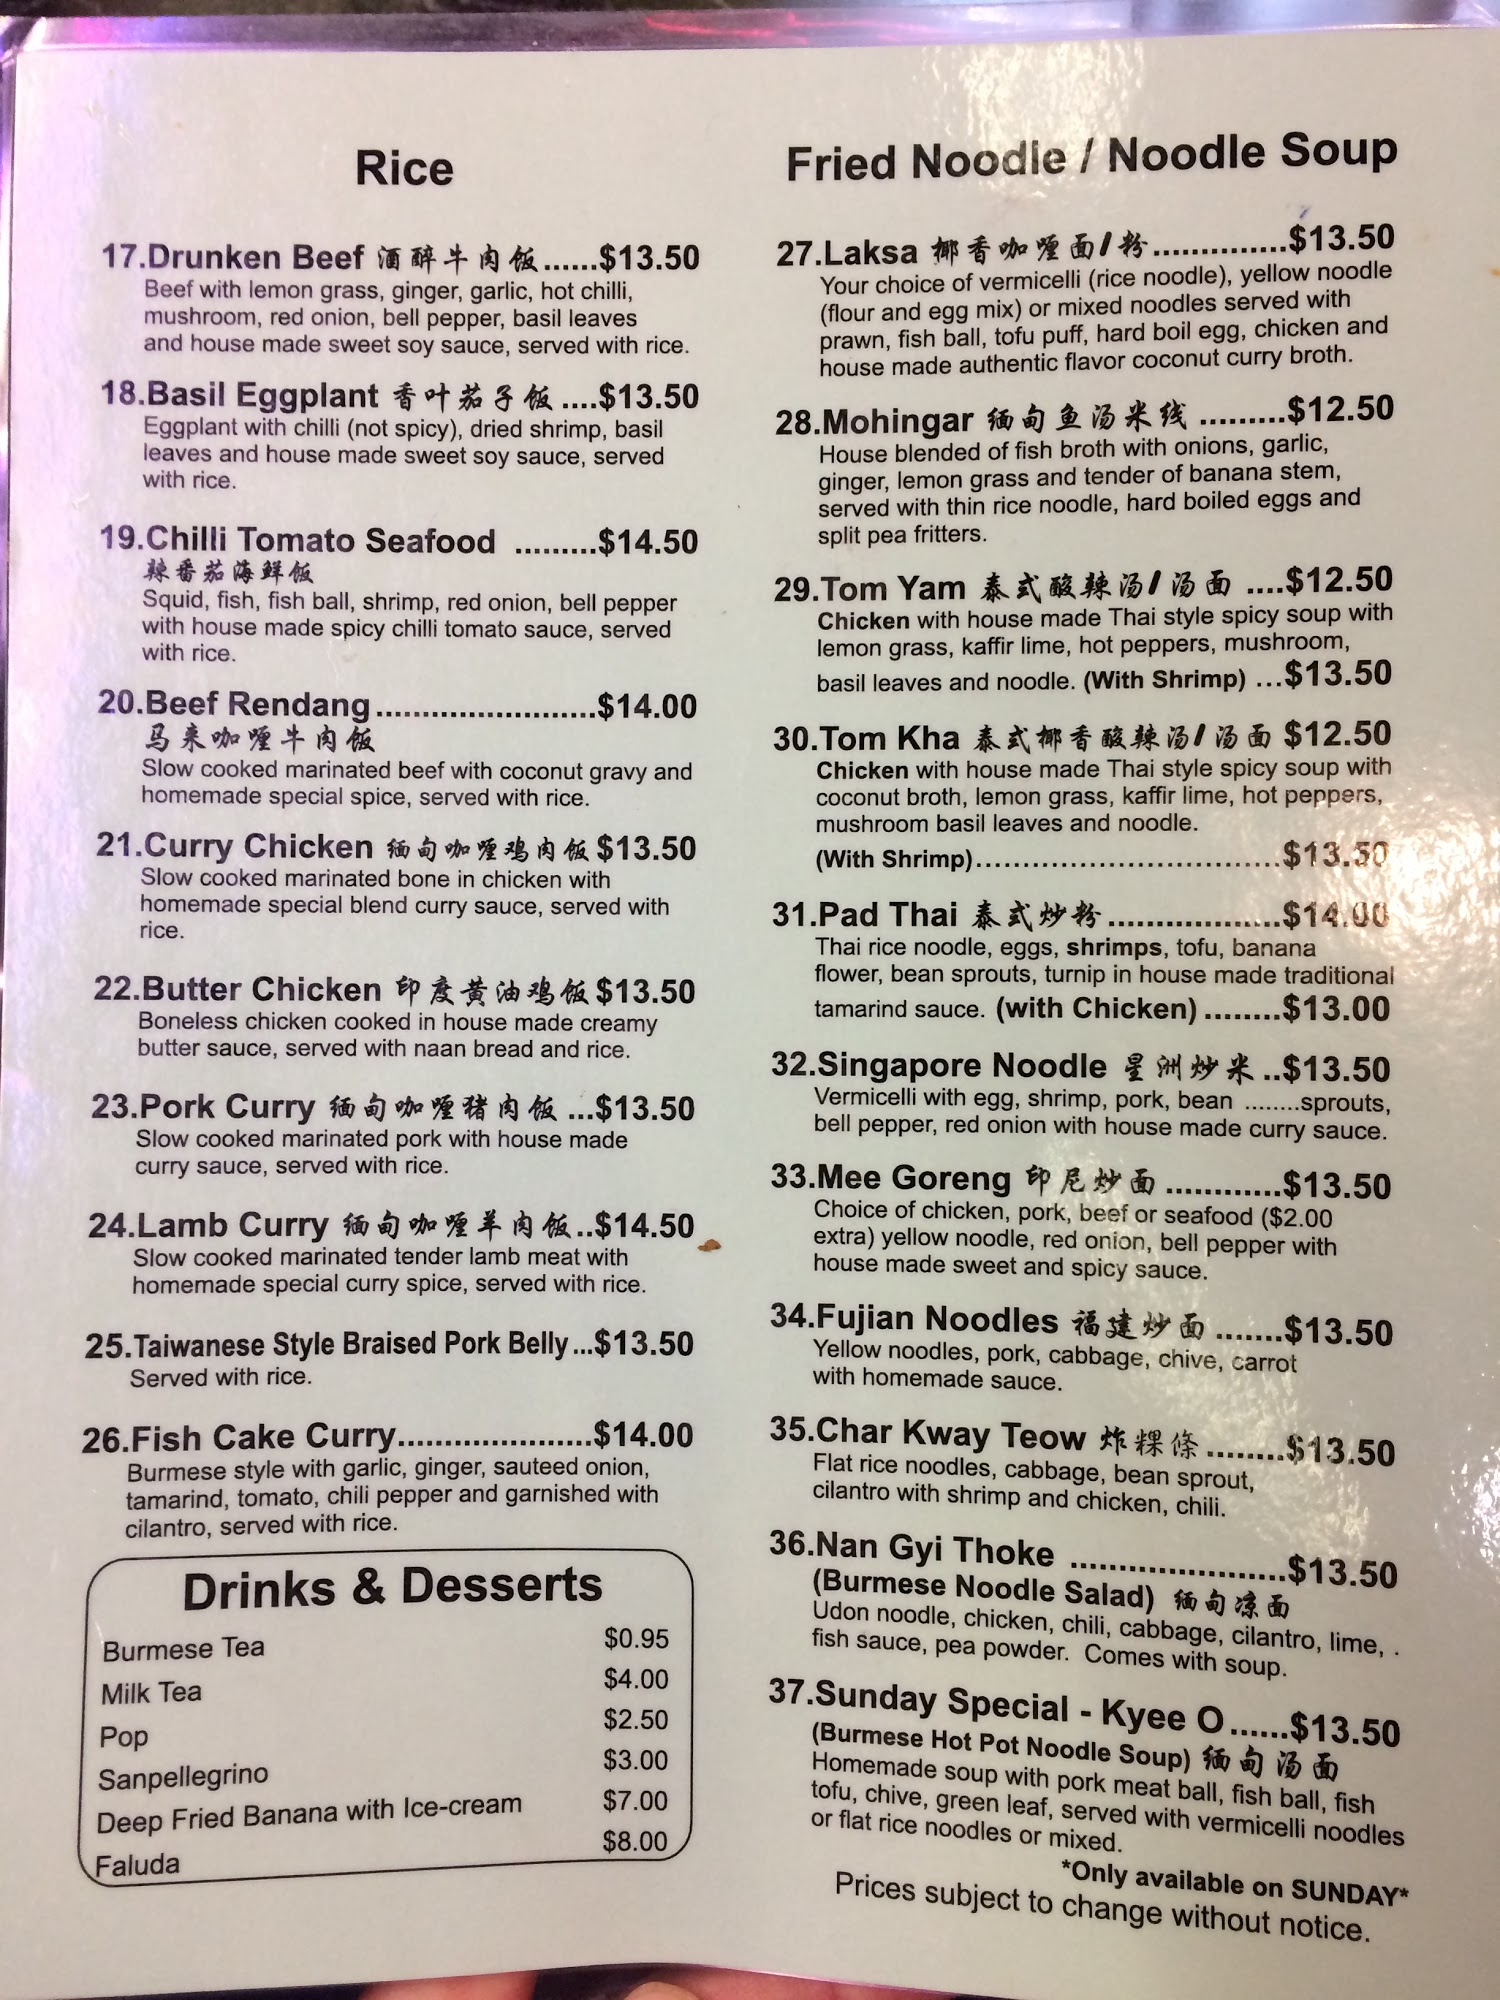 Rice
17.Drunken Beef 酒醉牛肉饭......$13.50
Beef with lemon grass, ginger, garlic, hot chilli,
mushroom, red onion, bell pepper, basil leaves
and house made sweet soy sauce, served with rice.
18.Basil Eggplant 香叶茄子饭....$13.50
Eggplant with chilli (not spicy), dried shrimp, basil
leaves and house made sweet soy sauce, served
with rice.
19.Chilli Tomato Seafood .........$14.50
辣番茄海鲜饭
Squid, fish, fish ball, shrimp, red onion, bell pepper
with house made spicy chilli tomato sauce, served
with rice.
20.Beef Rendang........................$14.00
马来咖喱牛肉饭
Slow cooked marinated beef with coconut gravy and
homemade special spice, served with rice.
21.Curry Chicken 缅甸咖喱鸡肉饭$13.50
Slow cooked marinated bone in chicken with
homemade special blend curry sauce, served with
rice.
22.Butter Chicken 印度黄油鸡饭$13.50
Boneless chicken cooked in house made creamy
butter sauce, served with naan bread and rice.
23.Pork Curry 缅甸咖喱猪肉饭 ...$13.50
Slow cooked marinated pork with house made
curry sauce, served with rice.
24.Lamb Curry 缅甸咖喱羊肉饭..$14.50
Slow cooked marinated tender lamb meat with
homemade special curry spice, served with rice.
25.Taiwanese Style Braised Pork Belly...$13.50
Served with rice.
26.Fish Cake Curry.....................$14.00
Burmese style with garlic, ginger, sauteed onion,
tamarind, tomato, chili pepper and garnished with
cilantro, served with rice.
Drinks & Desserts
Burmese Tea $0.95
Milk Tea $4.00
Pop $2.50
Sanpellegrino $3.00
Deep Fried Banana with Ice-cream $7.00
Faluda $8.00
Fried Noodle / Noodle Soup
27.Laksa 椰香咖喱面/粉..............$13.50
Your choice of vermicelli (rice noodle), yellow noodle
(flour and egg mix) or mixed noodles served with
prawn, fish ball, tofu puff, hard boil egg, chicken and
house made authentic flavor coconut curry broth.
28.Mohingar 缅甸鱼汤米线 .........$12.50
House blended of fish broth with onions, garlic,
ginger, lemon grass and tender of banana stem,
served with thin rice noodle, hard boiled eggs and
split pea fritters.
29.Tom Yam 泰式酸辣汤/汤面 ....$12.50
Chicken with house made Thai style spicy soup with
lemon grass, kaffir lime, hot peppers, mushroom,
basil leaves and noodle. (With Shrimp) ...$13.50
30.Tom Kha 泰式椰香酸辣汤/汤面 $12.50
Chicken with house made Thai style spicy soup with
coconut broth, lemon grass, kaffir lime, hot peppers,
mushroom basil leaves and noodle.
(With Shrimp)................................$13.50
31.Pad Thai 泰式炒粉..................$14.00
Thai rice noodle, eggs, shrimps, tofu, banana
flower, bean sprouts, turnip in house made traditional
tamarind sauce. (with Chicken)........$13.00
32.Singapore Noodle 星洲炒米..$13.50
Vermicelli with egg, shrimp, pork, bean ........sprouts,
bell pepper, red onion with house made curry sauce.
33.Mee Goreng 印尼炒面 ............$13.50
Choice of chicken, pork, beef or seafood ($2.00
extra) yellow noodle, red onion, bell pepper with
house made sweet and spicy sauce.
34.Fujian Noodles 福建炒面 .......$13.50
Yellow noodles, pork, cabbage, chive, carrot
with homemade sauce.
35.Char Kway Teow 炸粿條........$13.50
Flat rice noodles, cabbage, bean sprout,
cilantro with shrimp and chicken, chili.
36.Nan Gyi Thoke .......................$13.50
(Burmese Noodle Salad) 缅甸凉面
Udon noodle, chicken, chili, cabbage, cilantro, lime, .
fish sauce, pea powder. Comes with soup.
37.Sunday Special - Kyee O......$13.50
(Burmese Hot Pot Noodle Soup) 缅甸汤面
Homemade soup with pork meat ball, fish ball, fish
tofu, chive, green leaf, served with vermicelli noodles
or flat rice noodles or mixed.
*Only available on SUNDAY*
Prices subject to change without notice.